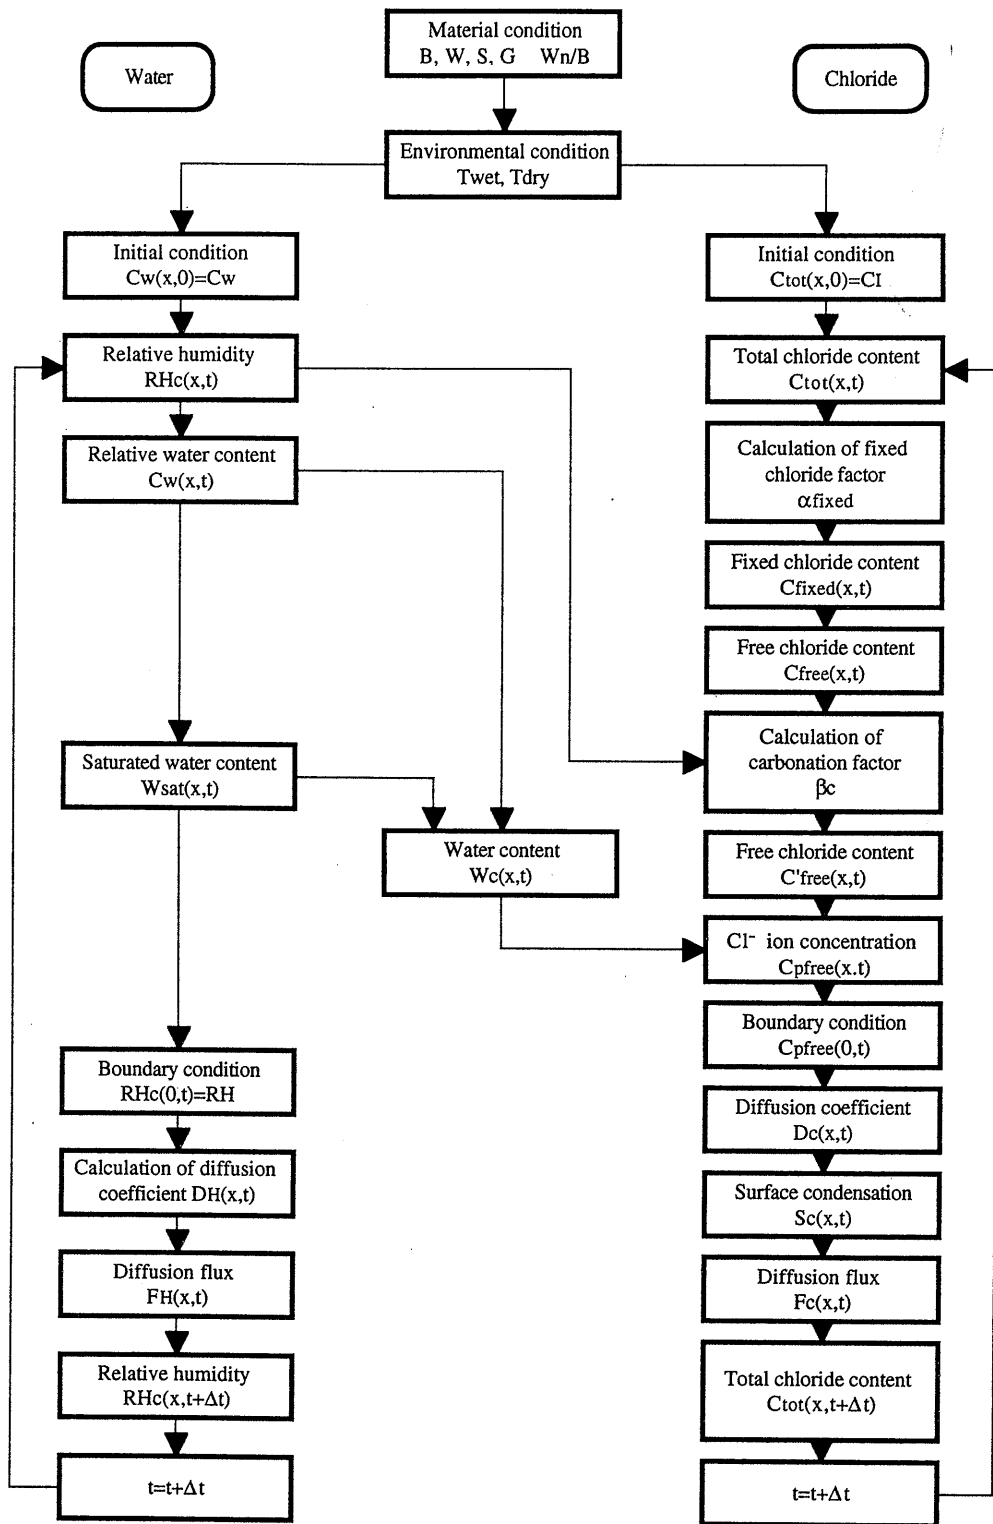 Material condition
B, W, S, G Wn/B
Water
Chloride
Environmental condition
Twet, Tdry
Initial condition
Cw(x,0)=Cw
Relative humidity
RHc(x,t)
Relative water content
Cw(x,t)
Saturated water content
Wsat(x,t)
Water content
Wc(x,t)
Boundary condition
RHc(0,t)=RH
Calculation of diffusion
coefficient DH(x,t)
Diffusion flux
FH(x,t)
Relative humidity
RHc(x,t+Δt)
t=t+Δt
Initial condition
Ctot(x,0)=CI
Total chloride content
Ctot(x,t)
Calculation of fixed
chloride factor
αfixed
Fixed chloride content
Cfixed(x,t)
Free chloride content
Cfree(x,t)
Calculation of
carbonation factor
βc
Free chloride content
C'free(x,t)
Cl⁻ ion concentration
Cpfree(x.t)
Boundary condition
Cpfree(0,t)
Diffusion coefficient
Dc(x,t)
Surface condensation
Sc(x,t)
Diffusion flux
Fc(x,t)
Total chloride content
Ctot(x,t+Δt)
t=t+Δt